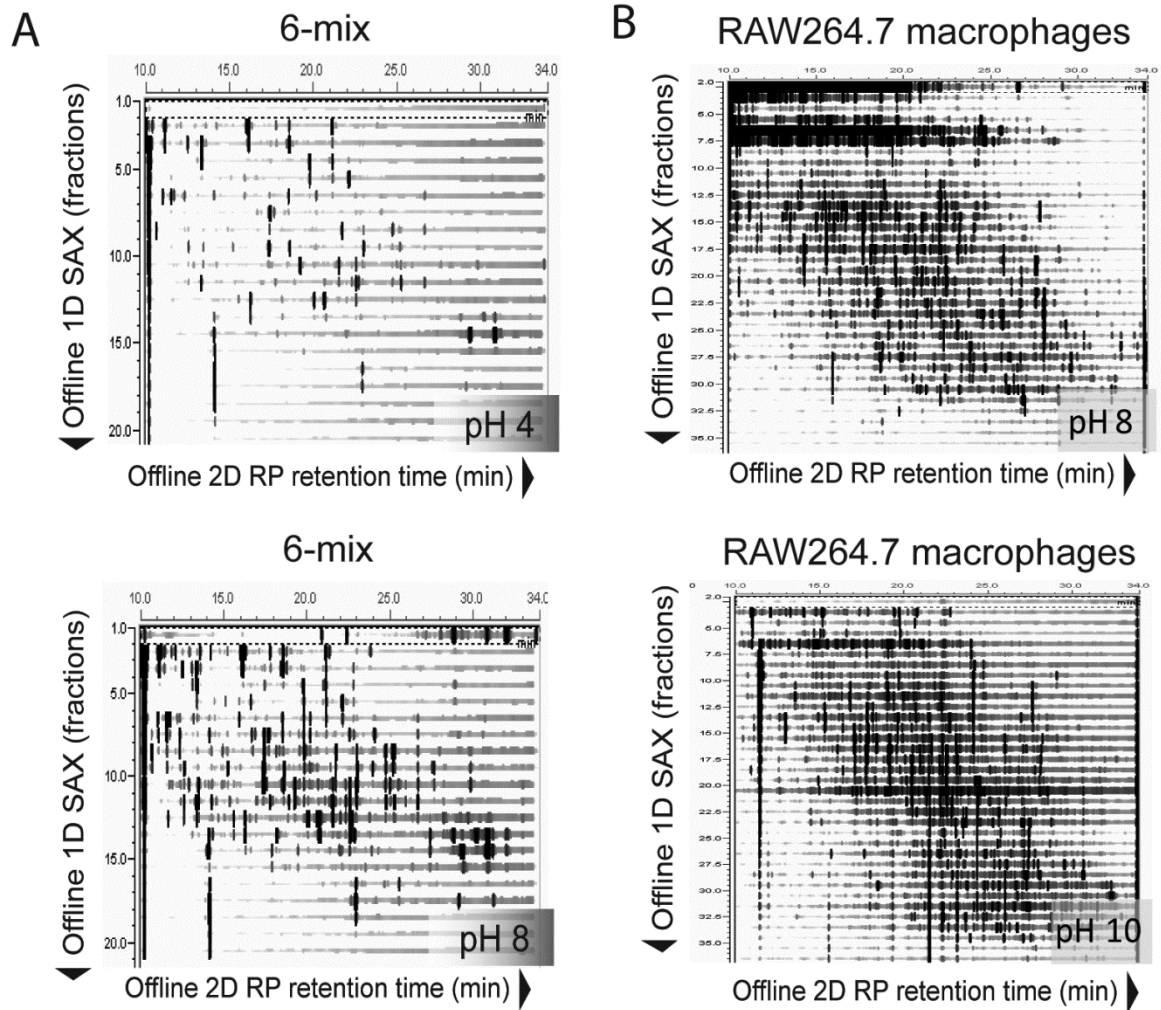 A
6-mix
10.0 15.0 20.0 25.0 30.0 34.0
1.0
min
5.0
10.0
15.0
20.0
◀ Offline 1D SAX (fractions)
pH 4
Offline 2D RP retention time (min) ▶
B
RAW264.7 macrophages
10.0 15.0 20.0 25.0 30.0 34.0
2.0
min
5.0
7.5
10.0
12.5
15.0
17.5
20.0
22.5
25.0
27.5
30.0
32.5
35.0
◀ Offline 1D SAX (fractions)
pH 8
Offline 2D RP retention time (min) ▶
6-mix
10.0 15.0 20.0 25.0 30.0 34.0
1.0
min
5.0
10.0
15.0
20.0
◀ Offline 1D SAX (fractions)
pH 8
Offline 2D RP retention time (min) ▶
RAW264.7 macrophages
0 10.0 15.0 20.0 25.0 30.0 34.0
2.0
min
5.0
7.5
10.0
12.5
15.0
17.5
20.0
22.5
25.0
27.5
30.0
32.5
35.0
◀ Offline 1D SAX (fractions)
pH 10
Offline 2D RP retention time (min) ▶